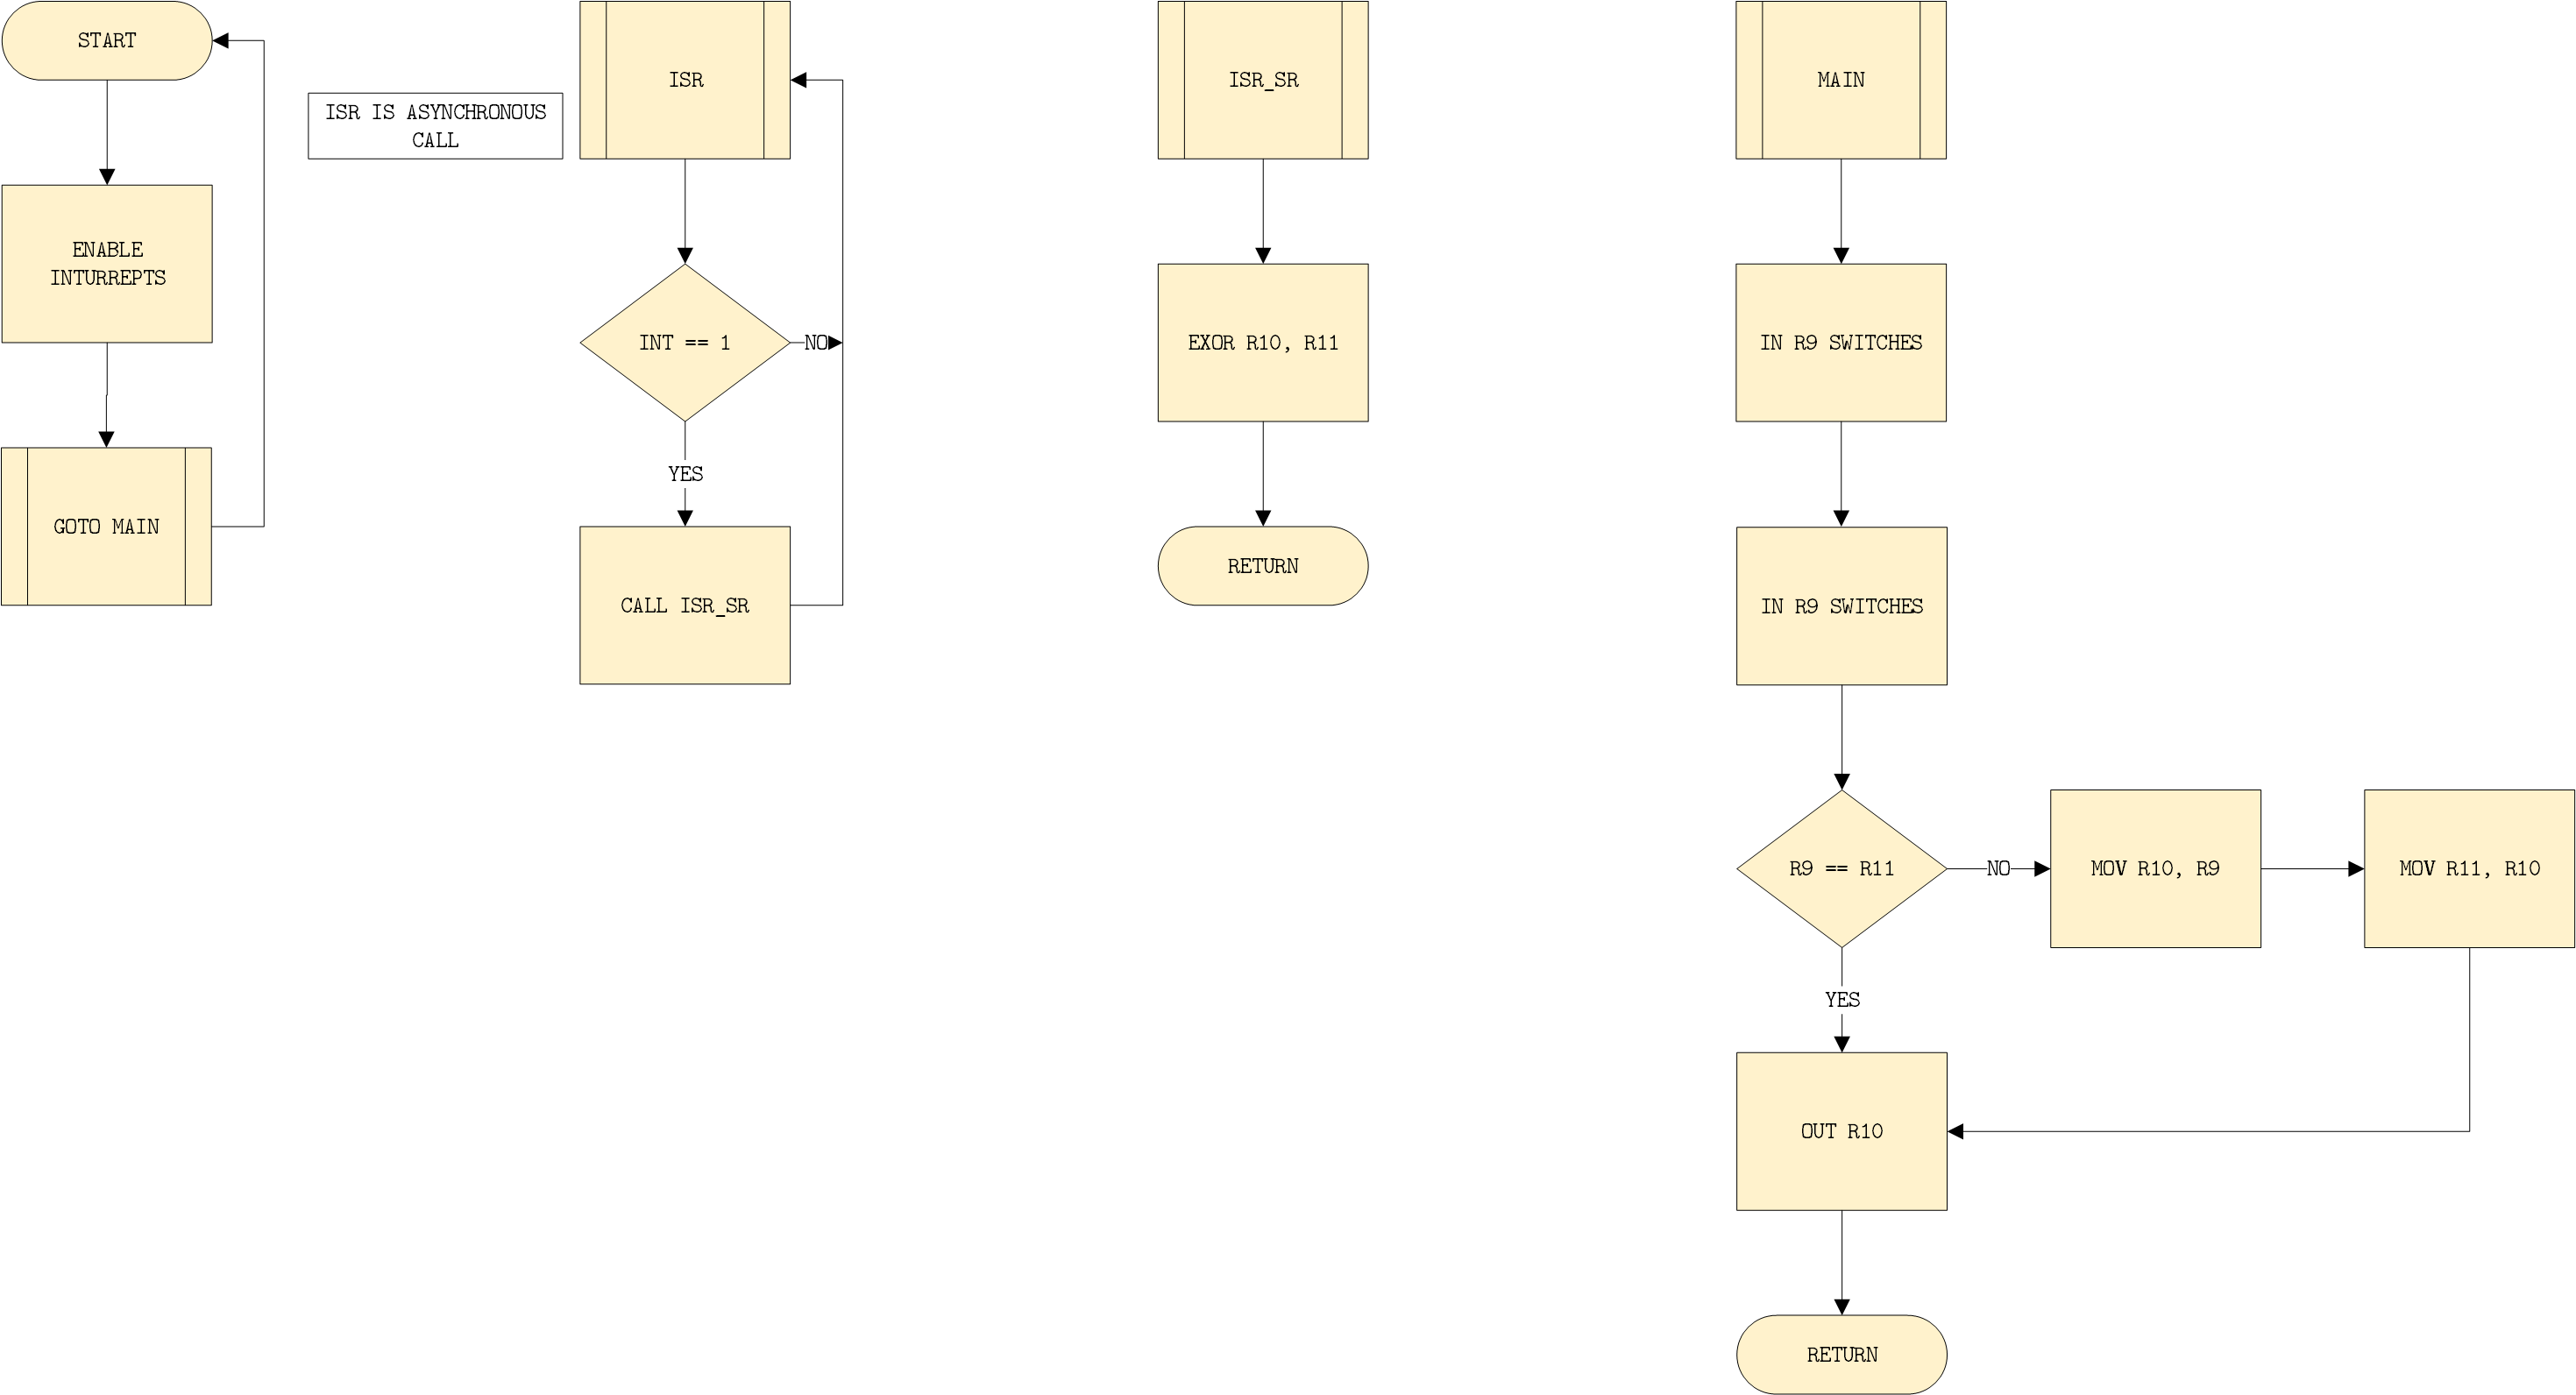 START
ENABLE
INTURREPTS
GOTO MAIN
ISR IS ASYNCHRONOUS
CALL
ISR
INT == 1
NO
YES
CALL ISR_SR
ISR_SR
EXOR R10, R11
RETURN
MAIN
IN R9 SWITCHES
IN R9 SWITCHES
R9 == R11
NO
MOV R10, R9
MOV R11, R10
YES
OUT R10
RETURN